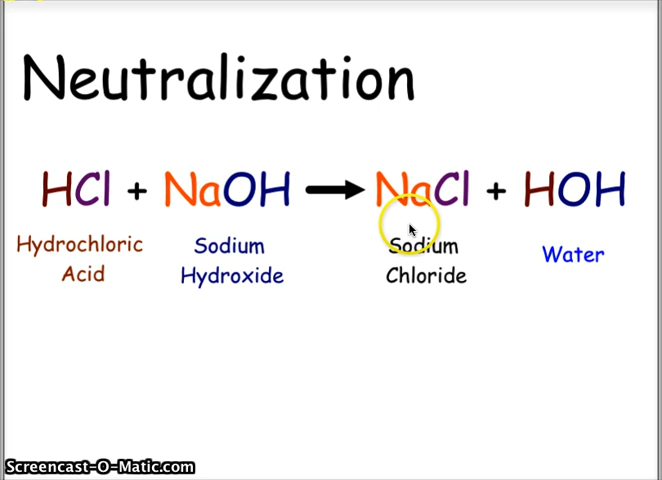 Neutralization
HCl + NaOH → NaCl + HOH
Hydrochloric Acid
Sodium Hydroxide
Sodium Chloride
Water
Screencast-O-Matic.com